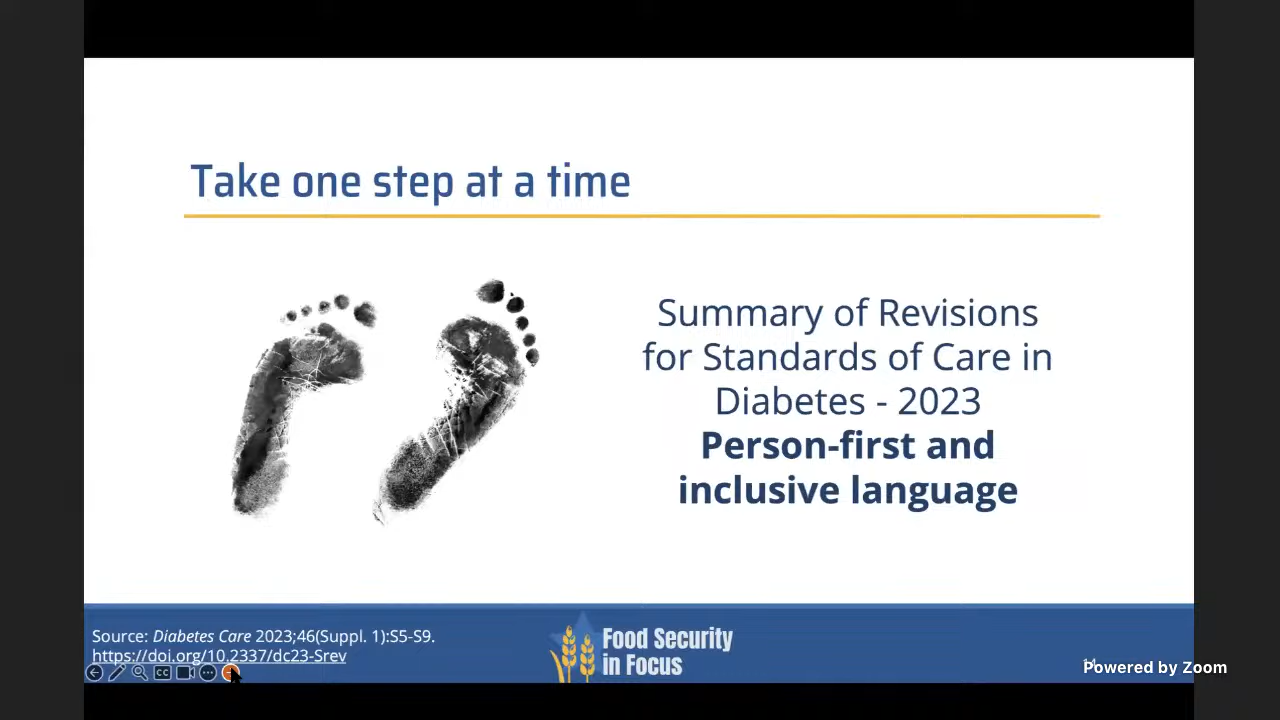 Take one step at a time
Summary of Revisions
for Standards of Care in
Diabetes - 2023
Person-first and
inclusive language
Source: Diabetes Care 2023;46(Suppl. 1):S5-S9.
https://doi.org/10.2337/dc23-Srev
CC
Food Security
in Focus
Powered by Zoom